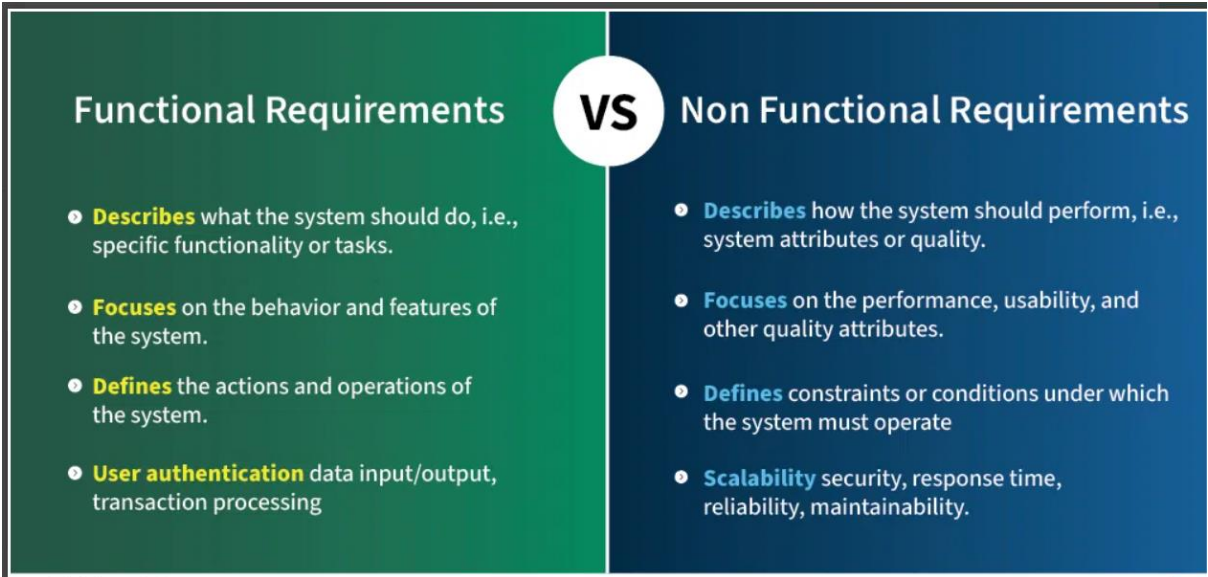 Functional Requirements
Describes what the system should do, i.e.,
specific functionality or tasks.
Focuses on the behavior and features of
the system.
Defines the actions and operations of
the system.
User authentication data input/output,
transaction processing
VS
Non Functional Requirements
Describes how the system should perform, i.e.,
system attributes or quality.
Focuses on the performance, usability, and
other quality attributes.
Defines constraints or conditions under which
the system must operate
Scalability security, response time,
reliability, maintainability.